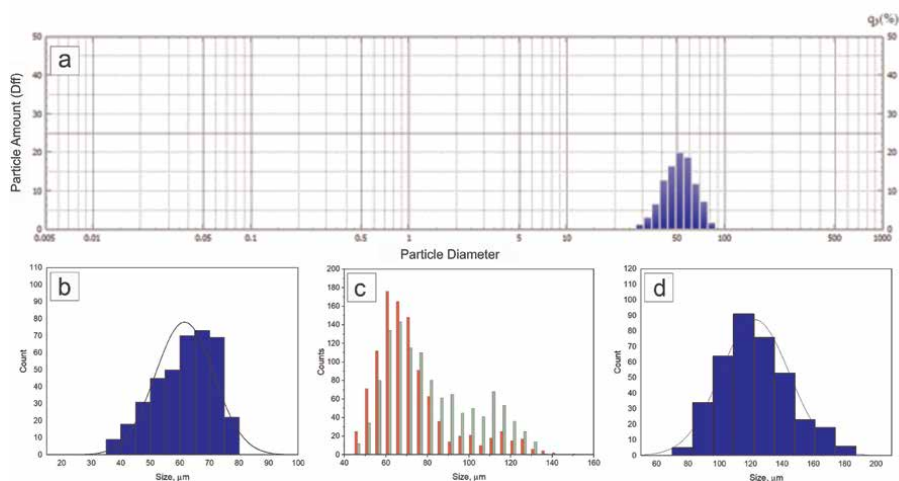 q3(%)
a
Particle Amount (Dff)
50 50
40 40
30 30
20 20
10 10
0 0
0.005 0.01 0.05 0.1 0.5 1 5 10 50 100 500 1000
Particle Diameter
b
Count
110
100
90
80
70
60
50
40
30
20
10
0
20 30 40 50 60 70 80 90 100
Size, μm
c
Counts
200
180
160
140
120
100
80
60
40
20
0
40 60 80 100 120 140 160
Size, μm
d
Count
120
110
100
90
80
70
60
50
40
30
20
10
0
60 80 100 120 140 160 180 200
Size, μm